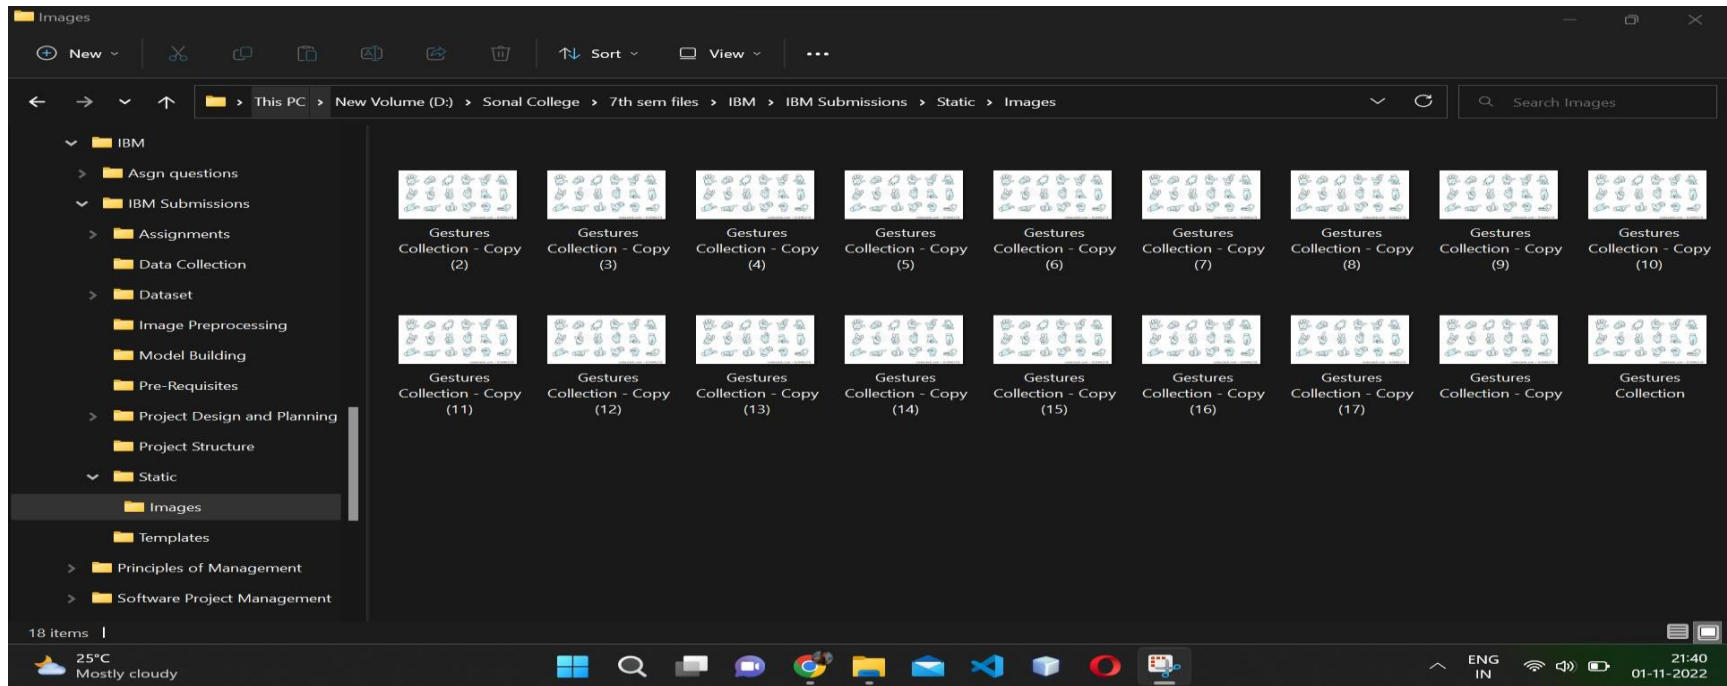 Images
New
Sort
View
This PC > New Volume (D:) > Sonal College > 7th sem files > IBM > IBM Submissions > Static > Images
Search Images
IBM
Asgn questions
IBM Submissions
Assignments
Data Collection
Dataset
Image Preprocessing
Model Building
Pre-Requisites
Project Design and Planning
Project Structure
Static
Images
Templates
Principles of Management
Software Project Management
Gestures
Collection - Copy
(2)
Gestures
Collection - Copy
(3)
Gestures
Collection - Copy
(4)
Gestures
Collection - Copy
(5)
Gestures
Collection - Copy
(6)
Gestures
Collection - Copy
(7)
Gestures
Collection - Copy
(8)
Gestures
Collection - Copy
(9)
Gestures
Collection - Copy
(10)
Gestures
Collection - Copy
(11)
Gestures
Collection - Copy
(12)
Gestures
Collection - Copy
(13)
Gestures
Collection - Copy
(14)
Gestures
Collection - Copy
(15)
Gestures
Collection - Copy
(16)
Gestures
Collection - Copy
(17)
Gestures
Collection - Copy
Gestures
Collection
18 items
25°C
Mostly cloudy
ENG
IN
21:40
01-11-2022